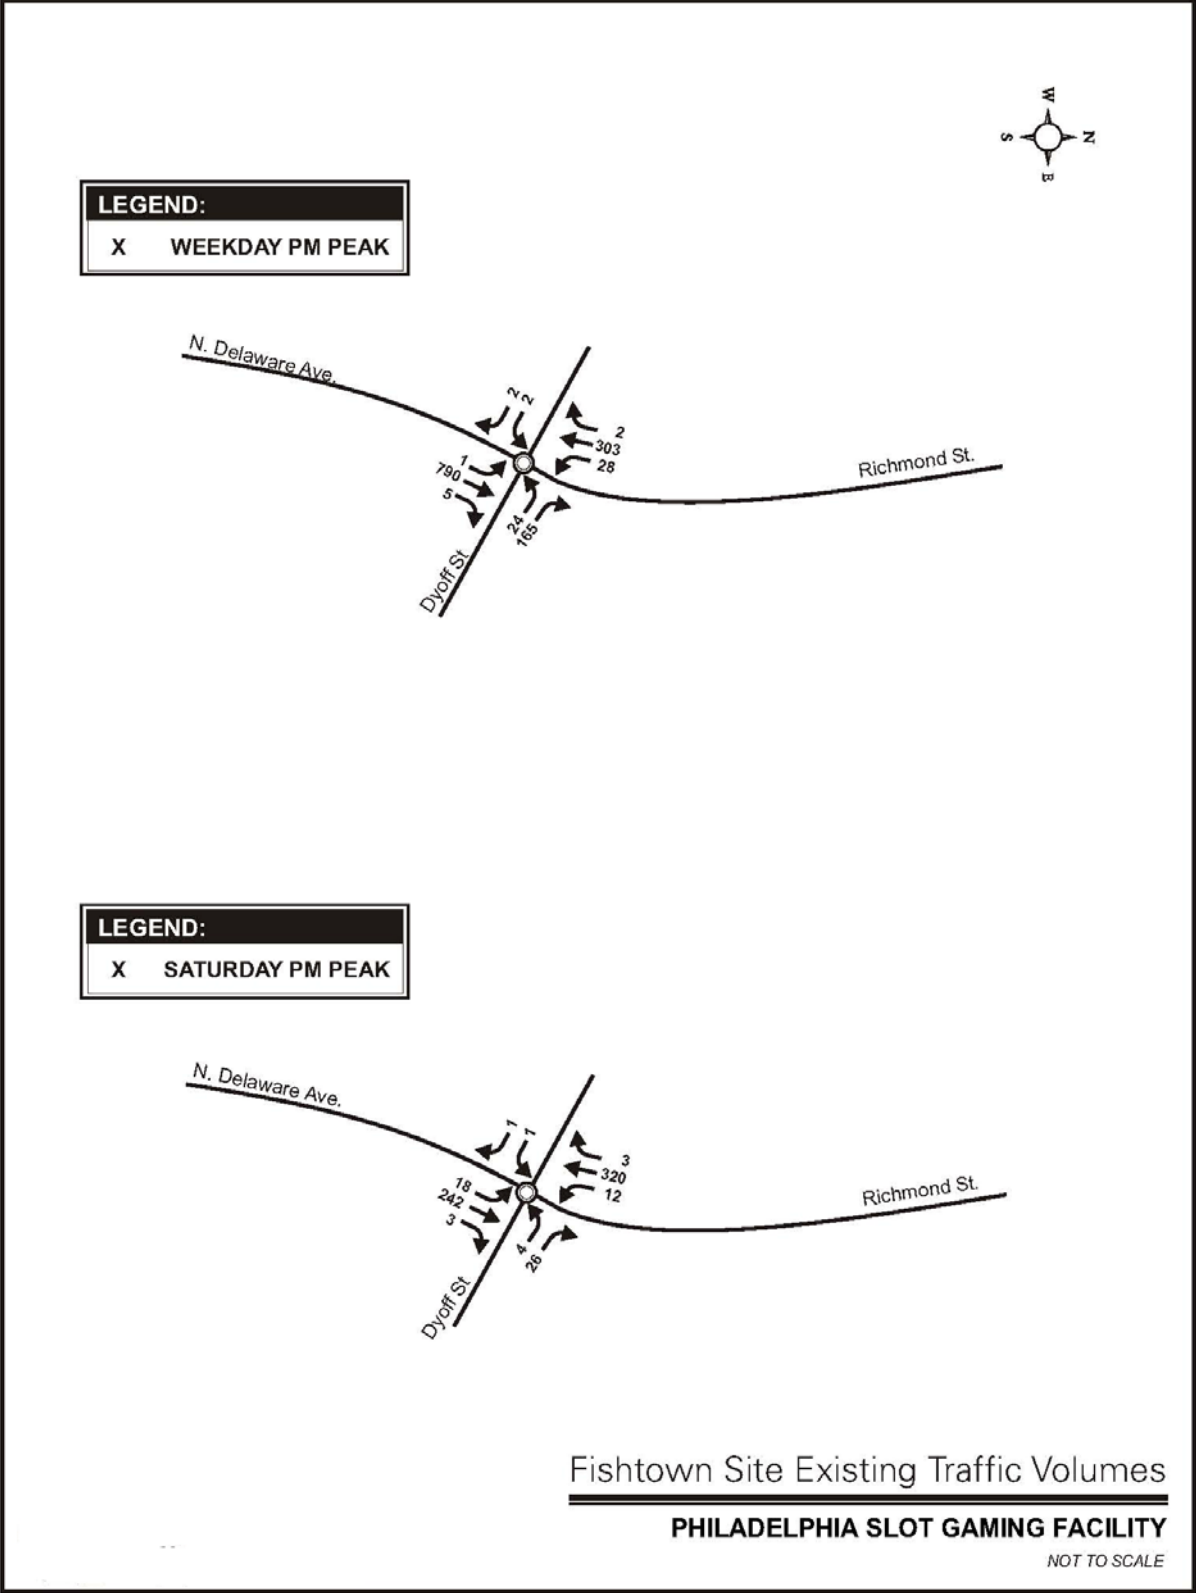 W
S N
E
LEGEND:
X WEEKDAY PM PEAK
N. Delaware Ave.
2 2
2
303
28
1
790
5
24
165
Richmond St.
Dyoff St
LEGEND:
X SATURDAY PM PEAK
N. Delaware Ave.
1 1
3
320
12
18
242
3
4
26
Richmond St.
Dyoff St
Fishtown Site Existing Traffic Volumes
PHILADELPHIA SLOT GAMING FACILITY
NOT TO SCALE